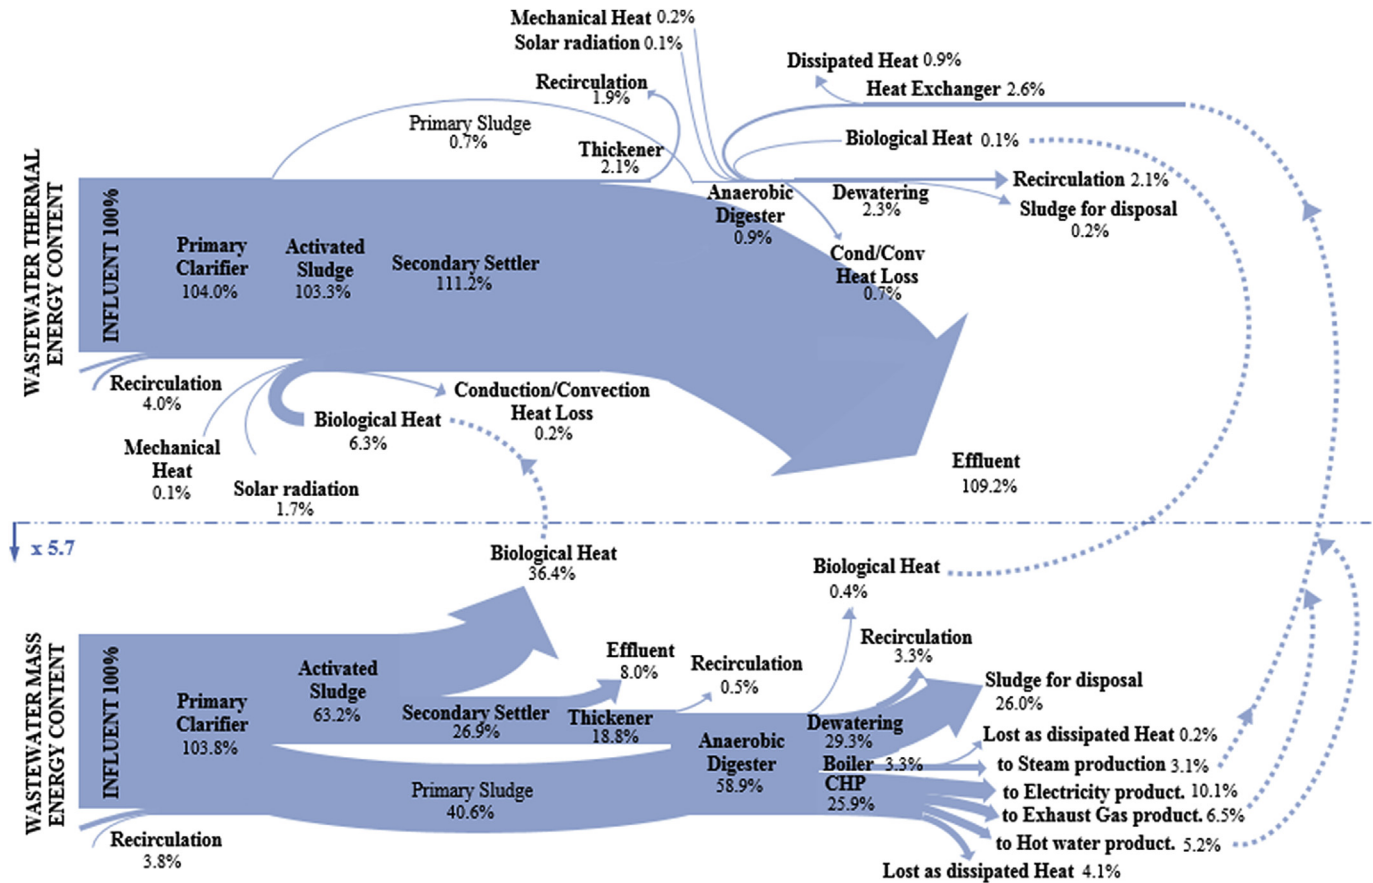 Mechanical Heat 0.2%
Solar radiation 0.1%
Dissipated Heat 0.9%
Heat Exchanger 2.6%
Recirculation
1.9%
Primary Sludge
0.7%
Thickener
2.1%
Biological Heat 0.1%
WASTEWATER THERMAL
ENERGY CONTENT
INFLUENT 100%
Primary
Clarifier
104.0%
Activated
Sludge
103.3%
Secondary Settler
111.2%
Anaerobic
Digester
0.9%
Dewatering
2.3%
Recirculation 2.1%
Sludge for disposal
0.2%
Cond/Conv
Heat Loss
0.7%
Recirculation
4.0%
Mechanical
Heat
0.1%
Solar radiation
1.7%
Biological Heat
6.3%
Conduction/Convection
Heat Loss
0.2%
Effluent
109.2%
x 5.7
WASTEWATER MASS
ENERGY CONTENT
INFLUENT 100%
Primary
Clarifier
103.8%
Activated
Sludge
63.2%
Biological Heat
36.4%
Secondary Settler
26.9%
Effluent
8.0%
Thickener
18.8%
Recirculation
0.5%
Primary Sludge
40.6%
Recirculation
3.8%
Anaerobic
Digester
58.9%
Biological Heat
0.4%
Recirculation
3.3%
Dewatering
29.3%
Sludge for disposal
26.0%
Boiler 3.3%
CHP
25.9%
Lost as dissipated Heat 0.2%
to Steam production 3.1%
to Electricity product. 10.1%
to Exhaust Gas product. 6.5%
to Hot water product. 5.2%
Lost as dissipated Heat 4.1%